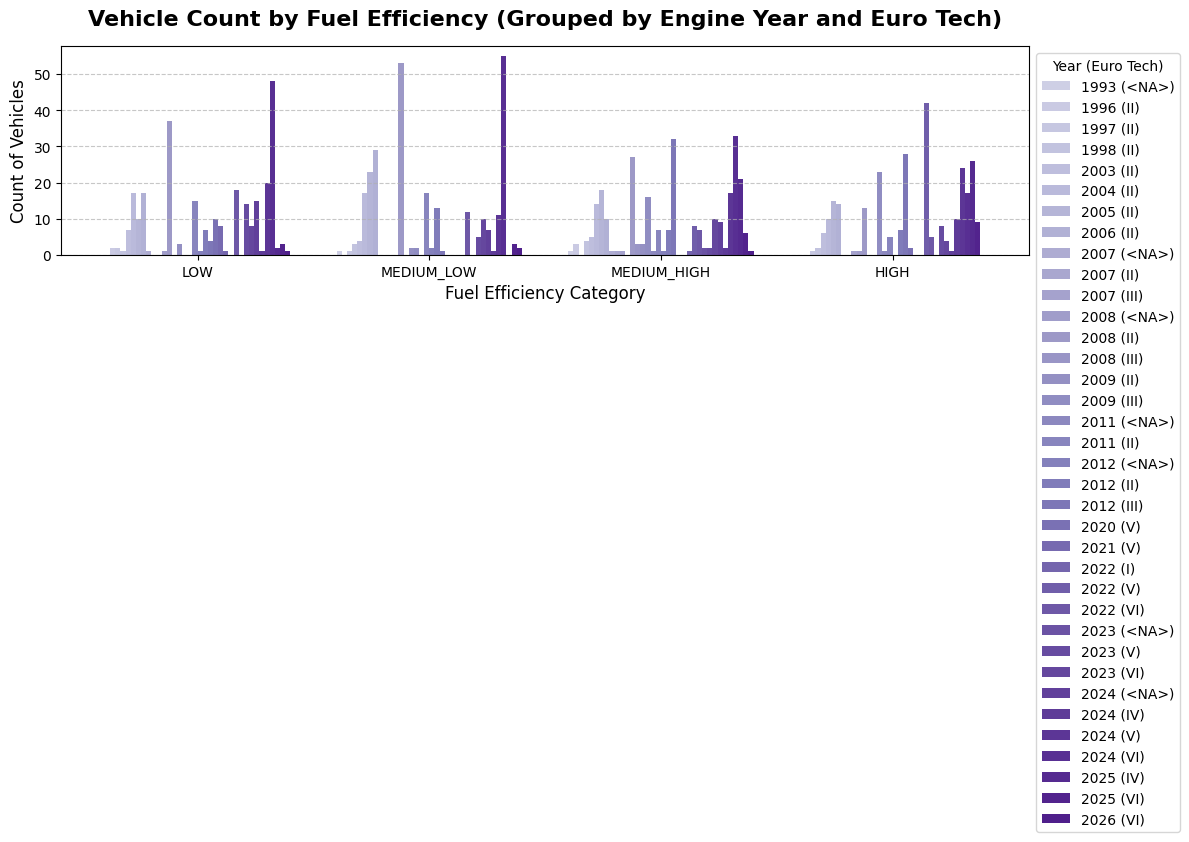 Vehicle Count by Fuel Efficiency (Grouped by Engine Year and Euro Tech)
Count of Vehicles
50
40
30
20
10
0
LOW
MEDIUM_LOW
MEDIUM_HIGH
HIGH
Fuel Efficiency Category
Year (Euro Tech)
1993 (<NA>)
1996 (II)
1997 (II)
1998 (II)
2003 (II)
2004 (II)
2005 (II)
2006 (II)
2007 (<NA>)
2007 (II)
2007 (III)
2008 (<NA>)
2008 (II)
2008 (III)
2009 (II)
2009 (III)
2011 (<NA>)
2011 (II)
2012 (<NA>)
2012 (II)
2012 (III)
2020 (V)
2021 (V)
2022 (I)
2022 (V)
2022 (VI)
2023 (<NA>)
2023 (V)
2023 (VI)
2024 (<NA>)
2024 (IV)
2024 (V)
2024 (VI)
2025 (IV)
2025 (VI)
2026 (VI)